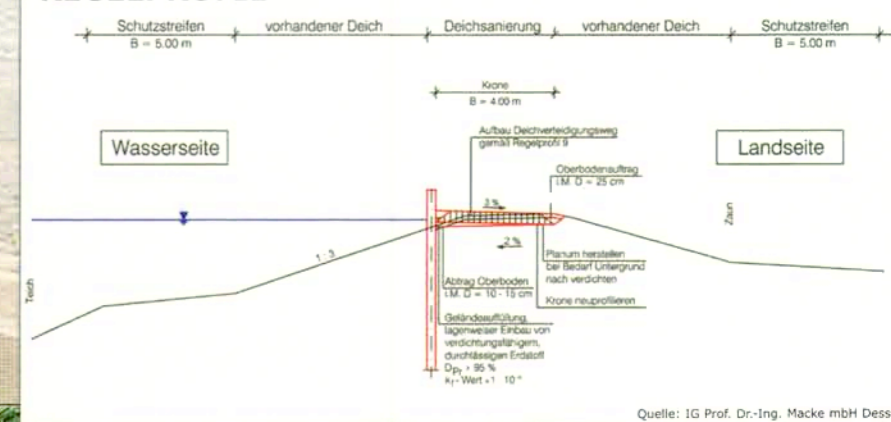 Schutzstreifen
B = 5.00 m
vorhandener Deich
Deichsanierung
vorhandener Deich
Schutzstreifen
B = 5.00 m
Krone
B = 4.00 m
Wasserseite
Landseite
Aufbau Deichverteidigungsweg
gemäß Regelprofil 9
Oberbodenauftrag
i.M. D = 25 cm
3 %
2 %
1 : 3
Zaun
Teich
Planum herstellen
bei Bedarf Untergrund
nach verdichten
Krone neuprofilieren
Abtrag Oberboden
i.M. D = 10 - 15 cm
Geländeauffüllung,
lagenweiser Einbau von
verdichtungsfähigem,
durchlässigen Erdstoff
D Pr > 95 %
Quelle: IG Prof. Dr.-Ing. Macke mbH Dess